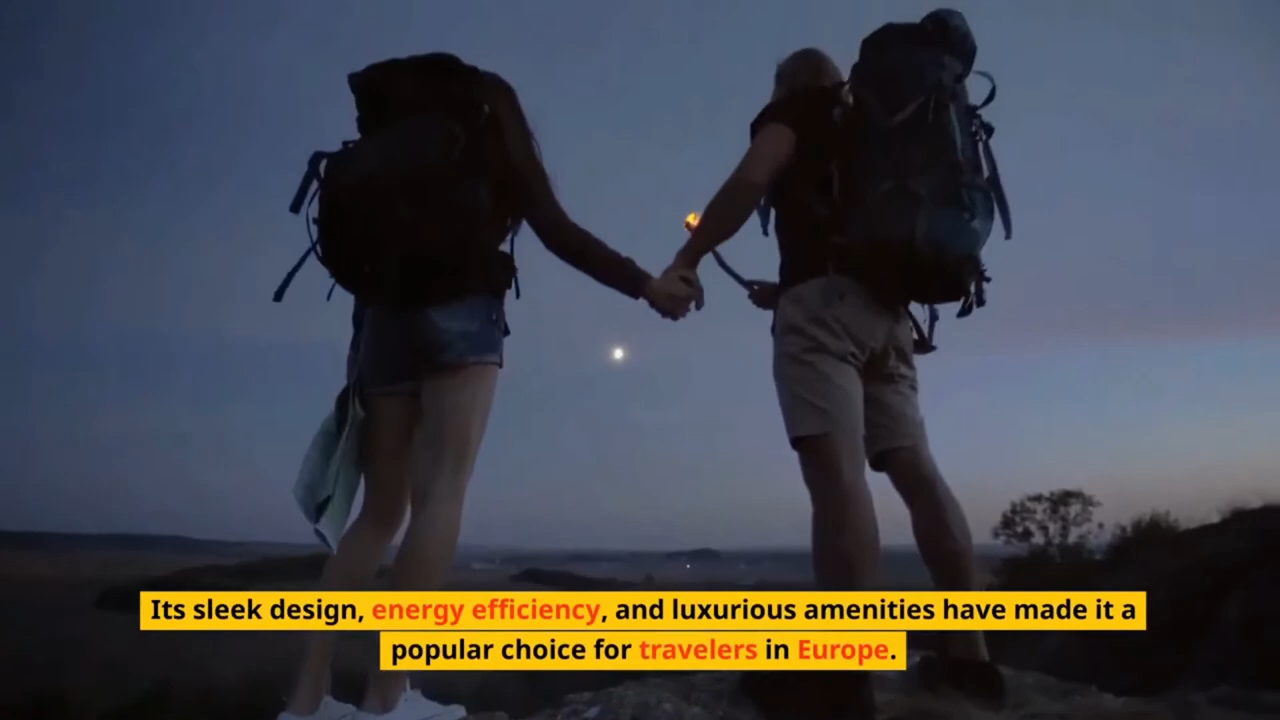 Its sleek design, energy efficiency, and luxurious amenities have made it a
popular choice for travelers in Europe.